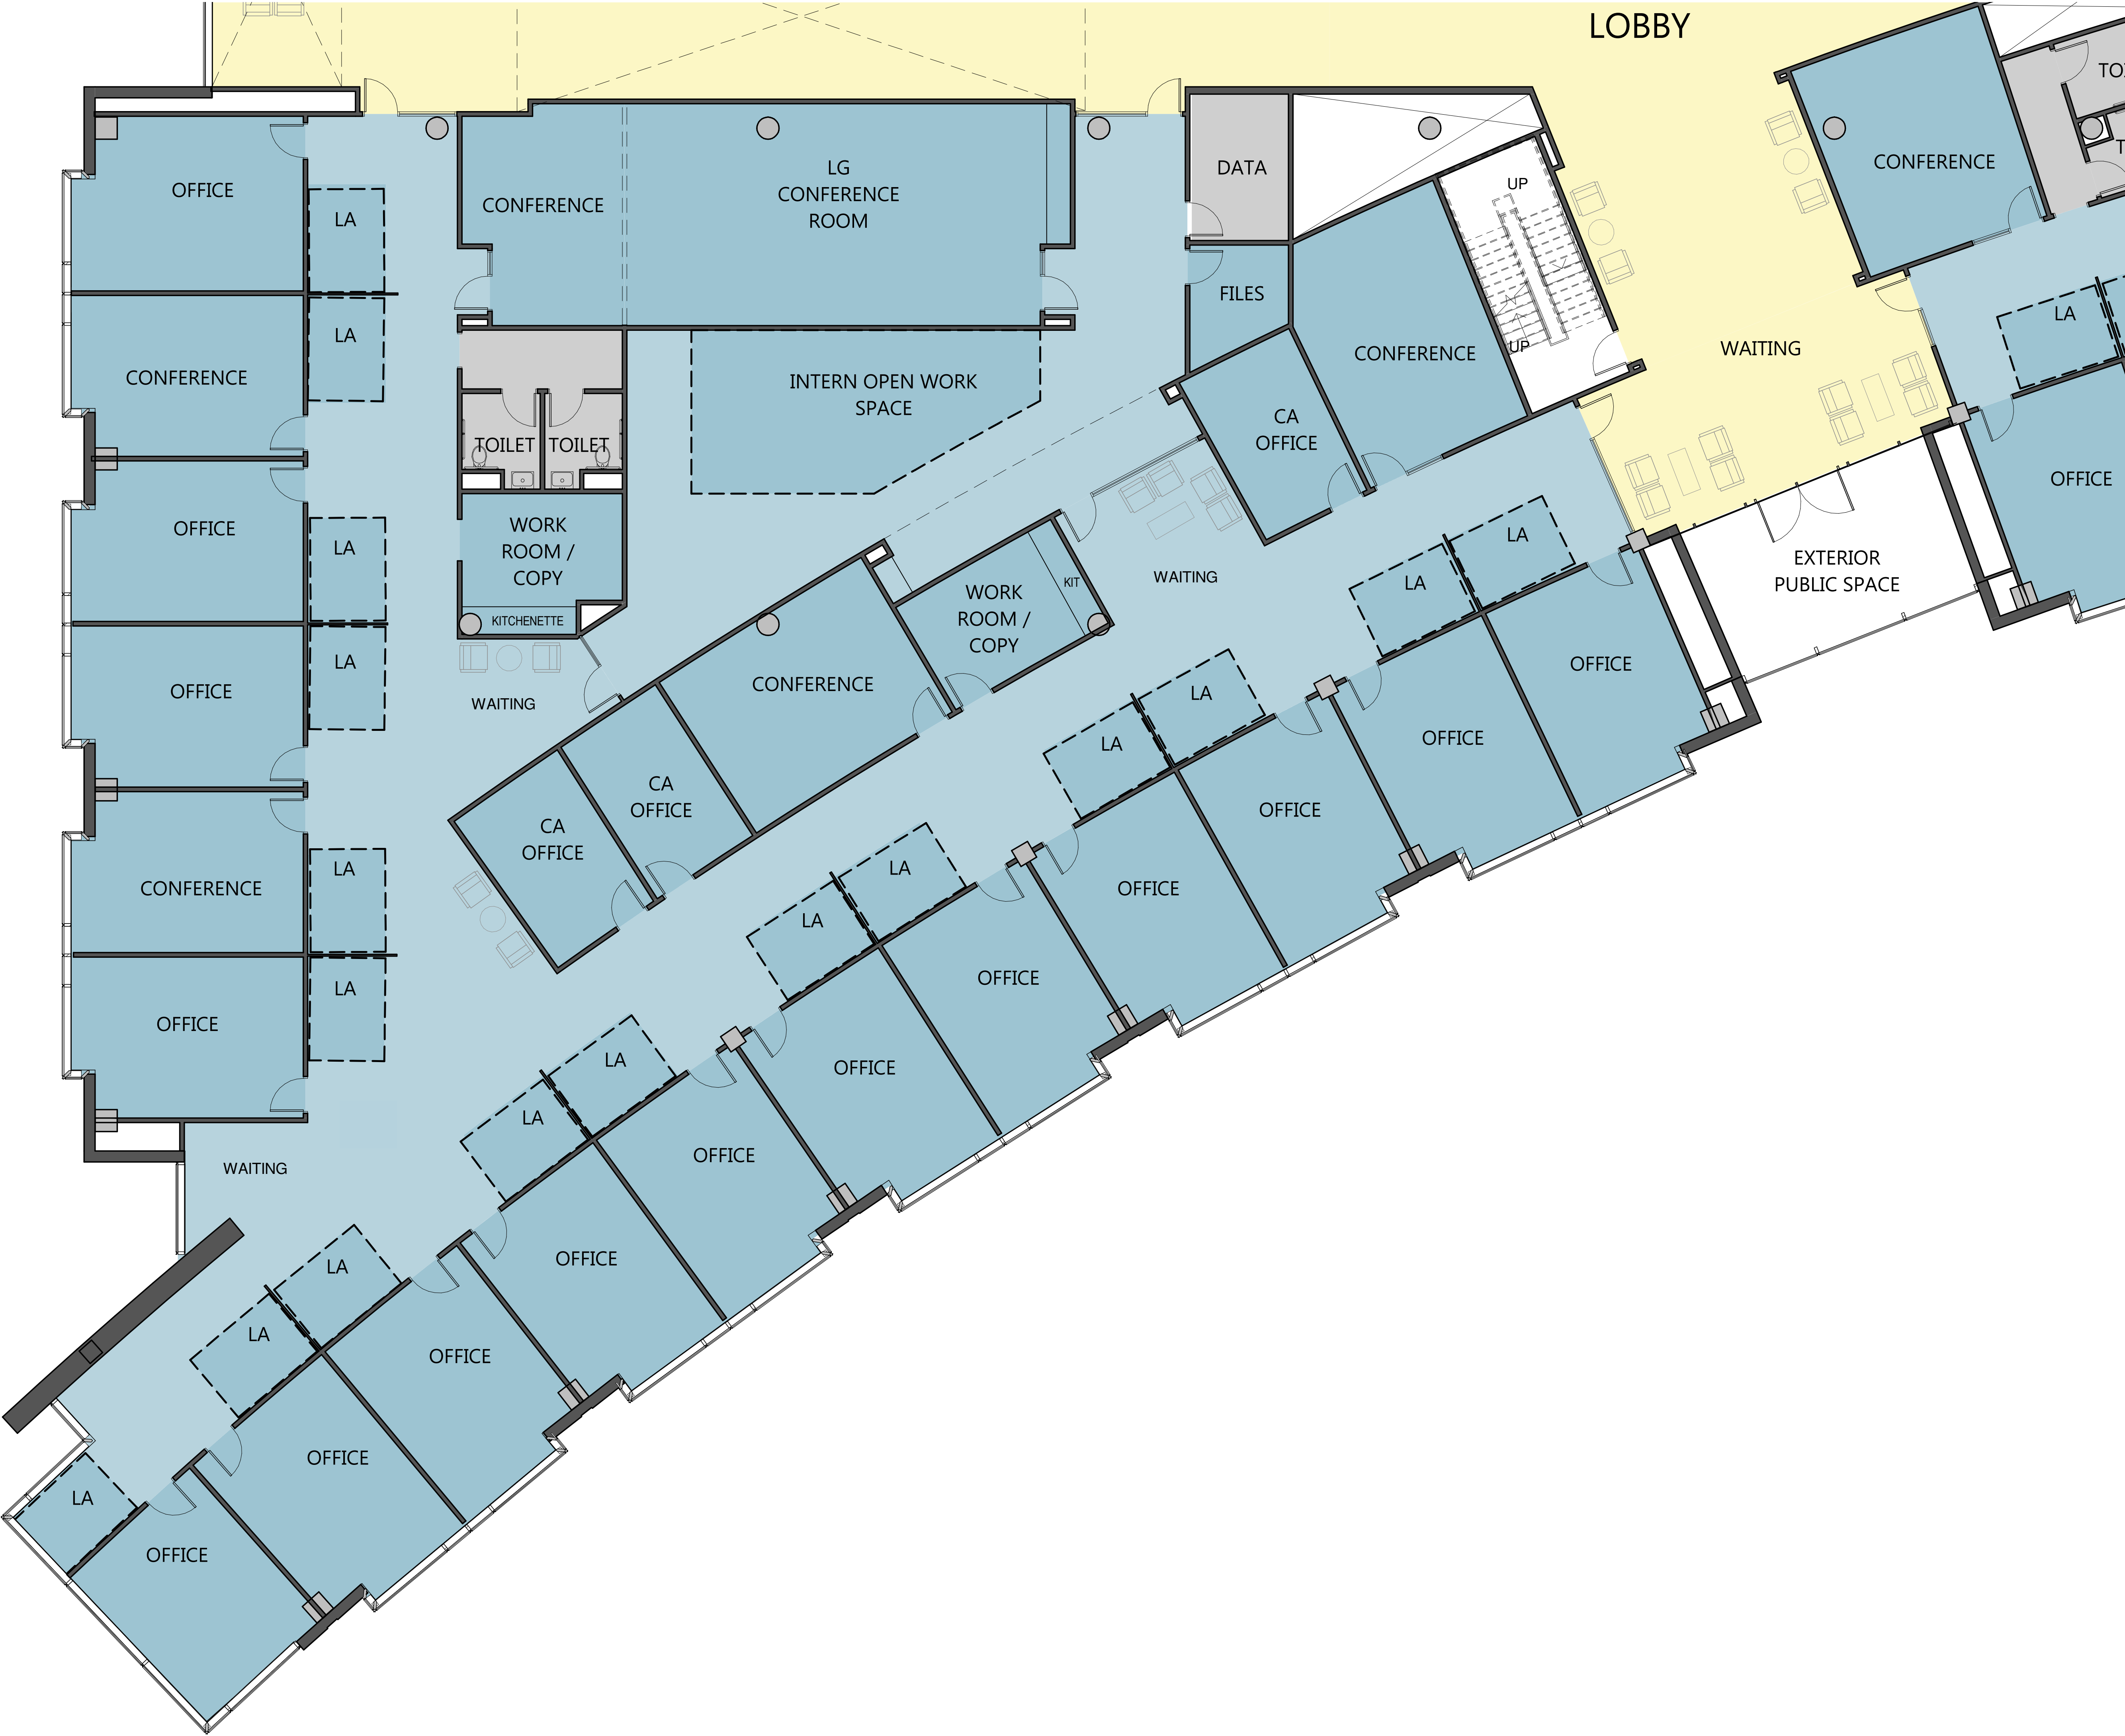 LOBBY
TOI
T
OFFICE
LA
LA
CONFERENCE
OFFICE
LA
OFFICE
LA
CONFERENCE
LA
OFFICE
LA
WAITING
CONFERENCE
LG
CONFERENCE
ROOM
DATA
FILES
UP
UP
CONFERENCE
CONFERENCE
WAITING
LA
OFFICE
INTERN OPEN WORK
SPACE
TOILET
TOILET
WORK
ROOM /
COPY
KITCHENETTE
WAITING
CA
OFFICE
WAITING
WORK
ROOM /
COPY
KIT
CONFERENCE
CA
OFFICE
CA
OFFICE
EXTERIOR
PUBLIC SPACE
LA
LA
OFFICE
OFFICE
LA
LA
OFFICE
OFFICE
LA
LA
OFFICE
OFFICE
LA
LA
OFFICE
OFFICE
LA
LA
OFFICE
OFFICE
LA
OFFICE